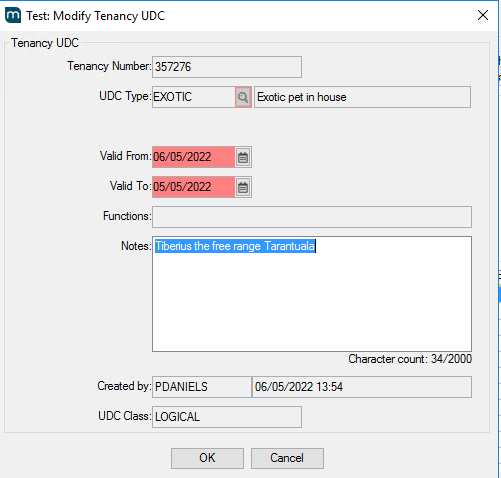 m Test: Modify Tenancy UDC
Tenancy UDC
Tenancy Number: 357276
UDC Type: EXOTIC Exotic pet in house
Valid From: 06/05/2022
Valid To: 05/05/2022
Functions:
Notes: Tiberius the free range Tarantuala
Character count: 34/2000
Created by: PDANIELS 06/05/2022 13:54
UDC Class: LOGICAL
OK Cancel